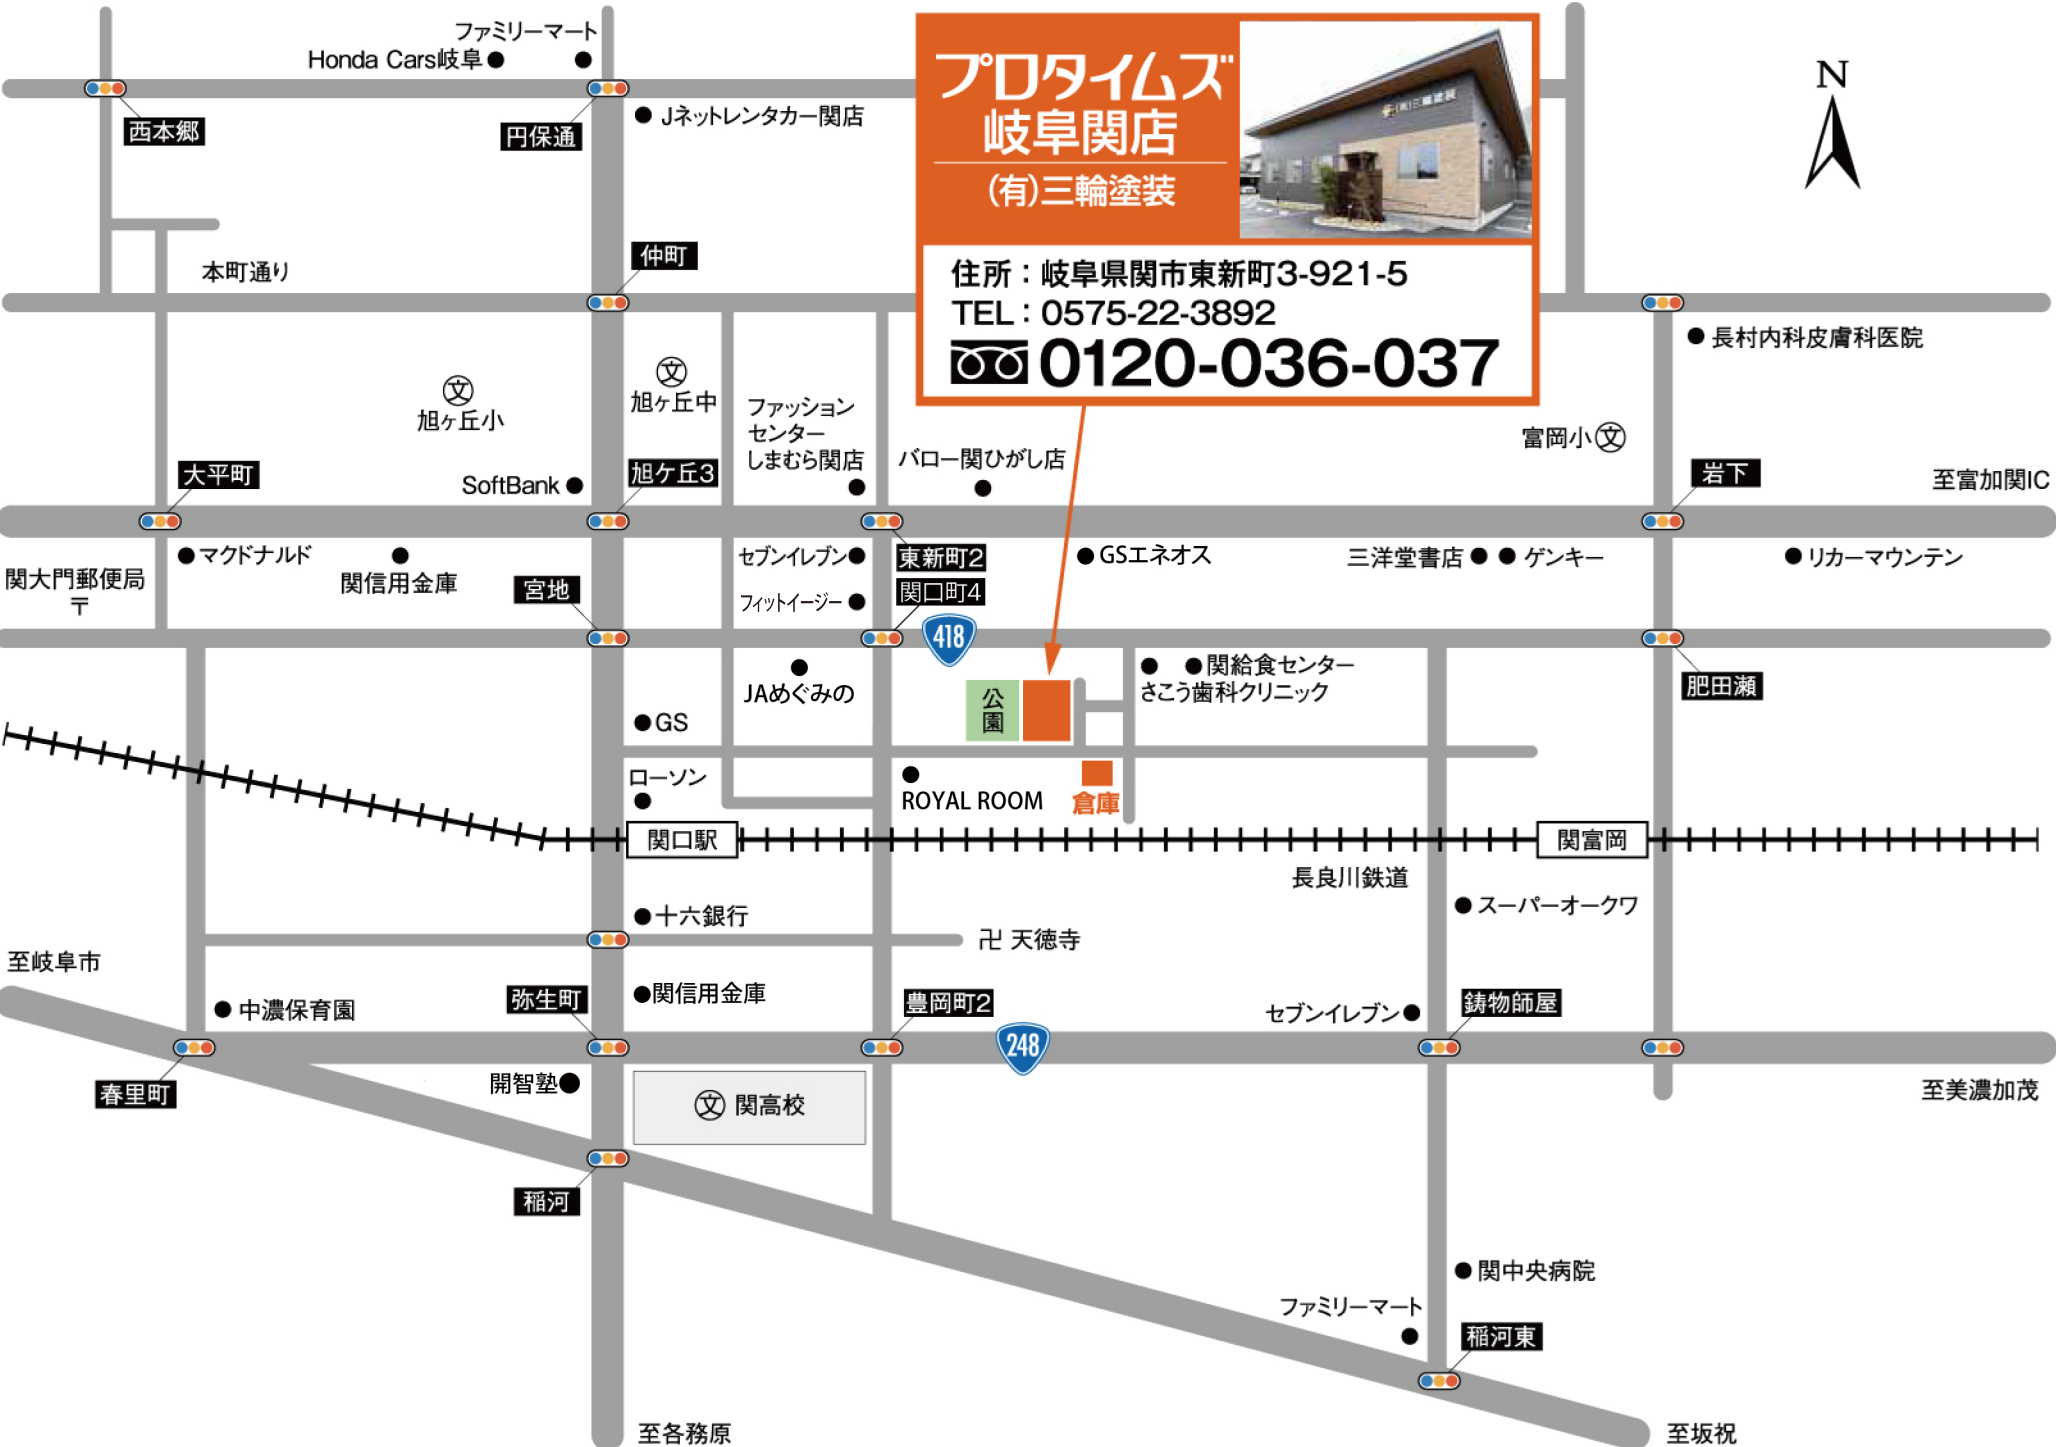 ファミリーマート
Honda Cars岐阜
西本郷
円保通
Jネットレンタカー関店
プロタイムズ
岐阜関店
(有)三輪塗装
(有)三輪塗装
N
住所：岐阜県関市東新町3-921-5
TEL：0575-22-3892
0120-036-037
本町通り
仲町
長村内科皮膚科医院
文
旭ヶ丘小
文
旭ヶ丘中
ファッション
センター
しまむら関店
バロー関ひがし店
富岡小文
大平町
SoftBank
旭ケ丘3
岩下
至富加関IC
マクドナルド
関信用金庫
関大門郵便局
〒
宮地
セブンイレブン
東新町2
フィットイージー
関口町4
418
GSエネオス
三洋堂書店
ゲンキー
リカーマウンテン
JAめぐみの
公園
関給食センター
さこう歯科クリニック
肥田瀬
GS
ローソン
ROYAL ROOM
倉庫
関口駅
関富岡
長良川鉄道
十六銀行
スーパーオークワ
卍 天徳寺
至岐阜市
中濃保育園
弥生町
関信用金庫
豊岡町2
248
セブンイレブン
鋳物師屋
春里町
開智塾
文 関高校
至美濃加茂
稲河
関中央病院
ファミリーマート
稲河東
至各務原
至坂祝